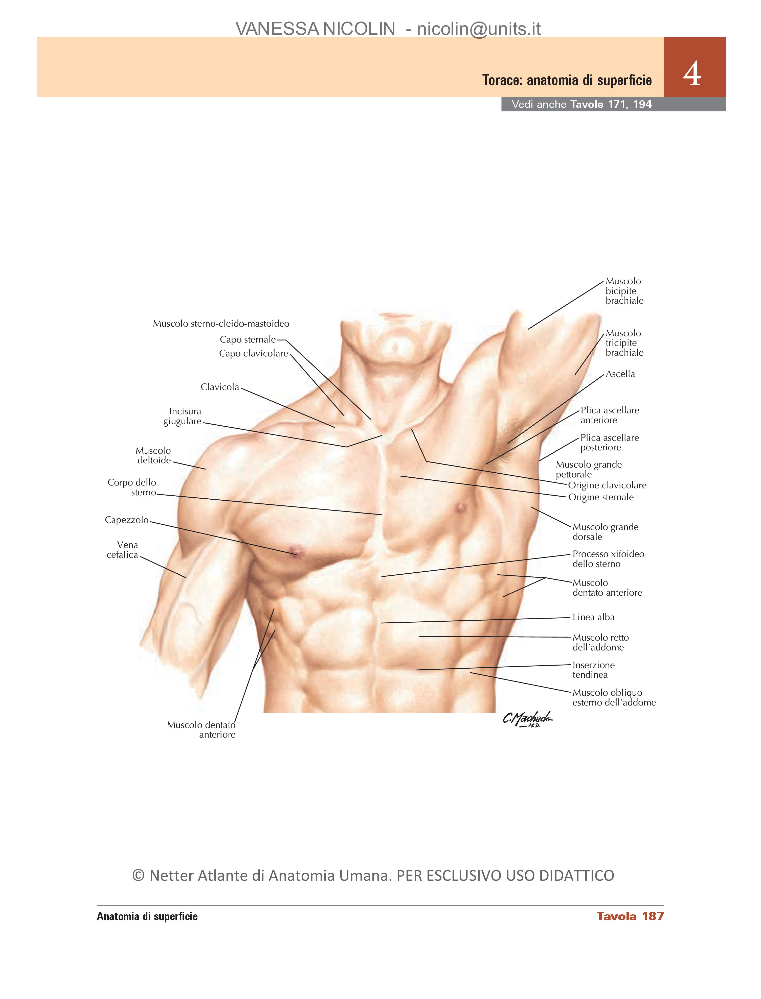 VANESSA NICOLIN - nicolin@units.it
Torace: anatomia di superficie
4
Vedi anche Tavole 171, 194
Muscolo sterno-cleido-mastoideo
Capo sternale
Capo clavicolare
Clavicola
Incisura
giugulare
Muscolo
deltoide
Corpo dello
sterno
Capezzolo
Vena
cefalica
Muscolo dentato
anteriore
Muscolo
bicipite
brachiale
Muscolo
tricipite
brachiale
Ascella
Plica ascellare
anteriore
Plica ascellare
posteriore
Muscolo grande
pettorale
Origine clavicolare
Origine sternale
Muscolo grande
dorsale
Processo xifoideo
dello sterno
Muscolo
dentato anteriore
Linea alba
Muscolo retto
dell'addome
Inserzione
tendinea
Muscolo obliquo
esterno dell'addome
C. Machado
M.D.
© Netter Atlante di Anatomia Umana. PER ESCLUSIVO USO DIDATTICO
Anatomia di superficie
Tavola 187